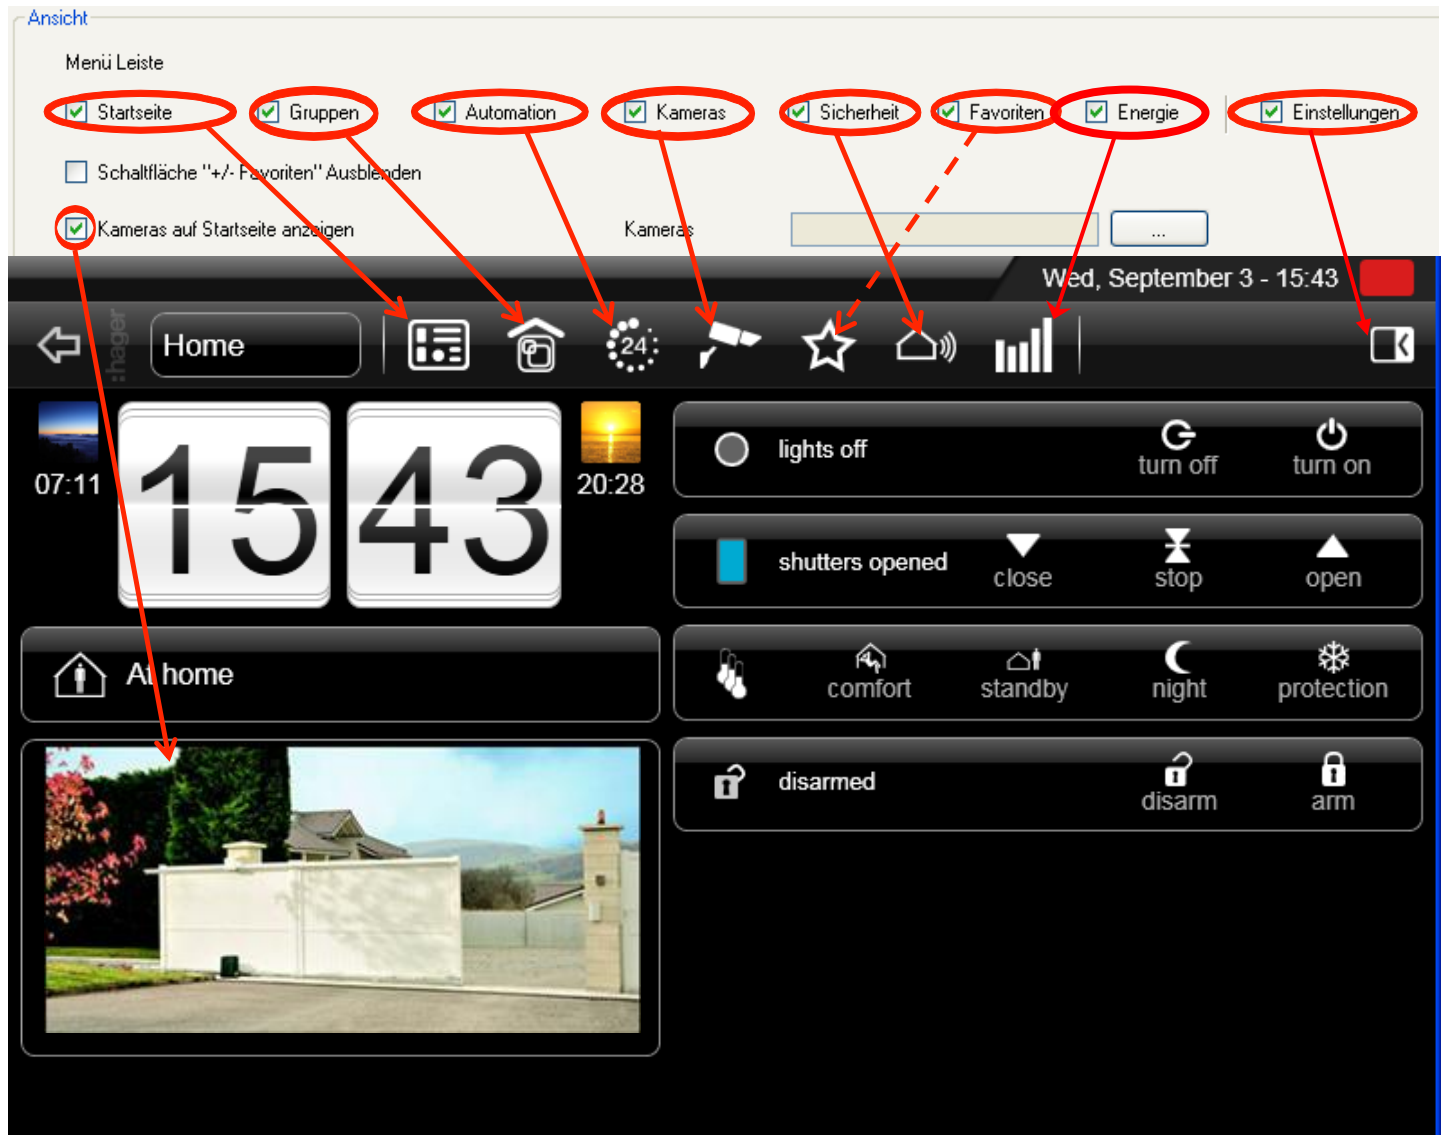 Ansicht
Menü Leiste
Startseite Gruppen Automation Kameras Sicherheit Favoriten Energie Einstellungen
Schaltfläche "+/- Favoriten" Ausblenden
Kameras auf Startseite anzeigen Kameras ...
Wed, September 3 - 15:43
:hager Home 24
07:11 15 43 20:28
lights off turn off turn on
shutters opened close stop open
At home
comfort standby night protection
disarmed disarm arm